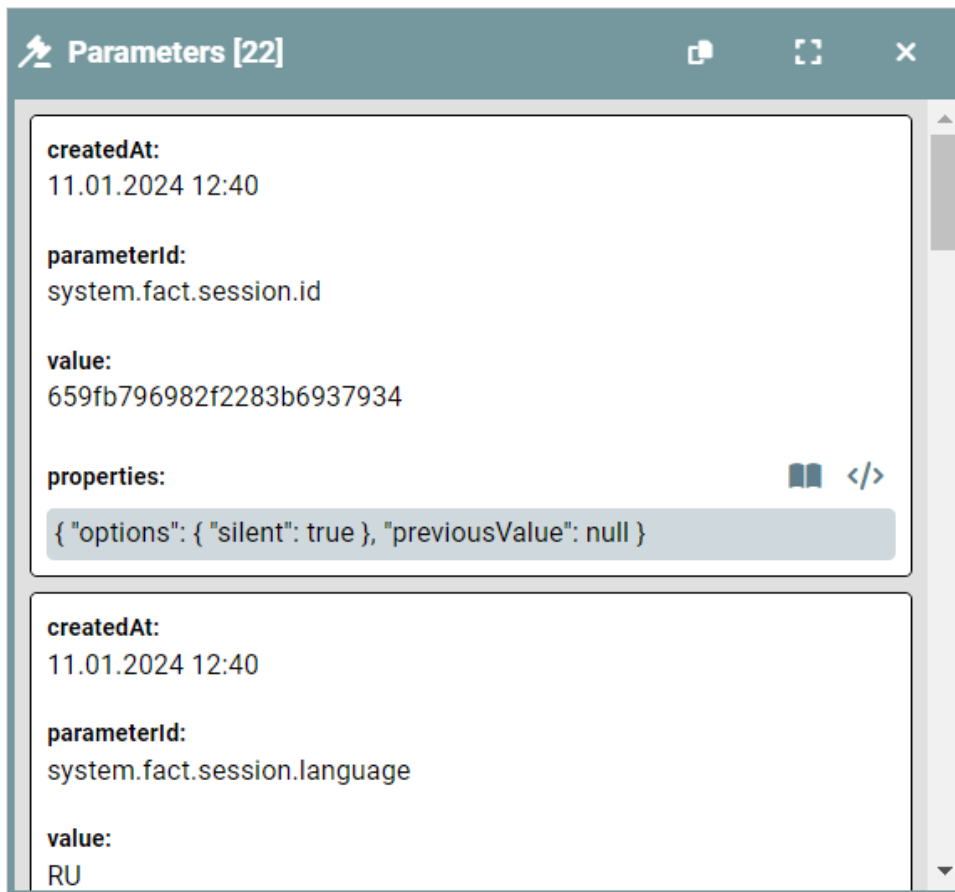 Parameters [22]
createdAt:
11.01.2024 12:40
parameterId:
system.fact.session.id
value:
659fb796982f2283b6937934
properties:
{ "options": { "silent": true }, "previousValue": null }
createdAt:
11.01.2024 12:40
parameterId:
system.fact.session.language
value:
RU